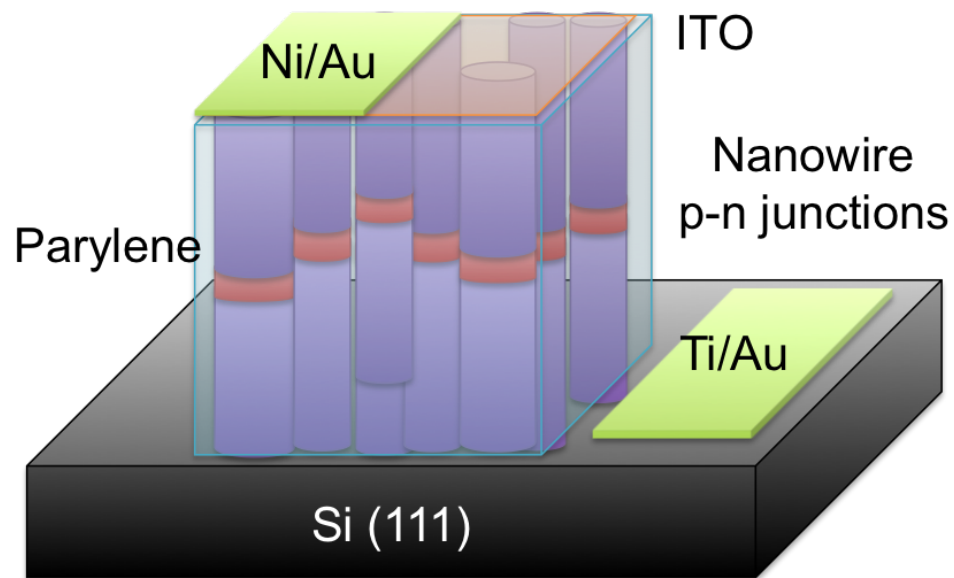 Ni/Au
ITO
Nanowire
p-n junctions
Parylene
Ti/Au
Si (111)